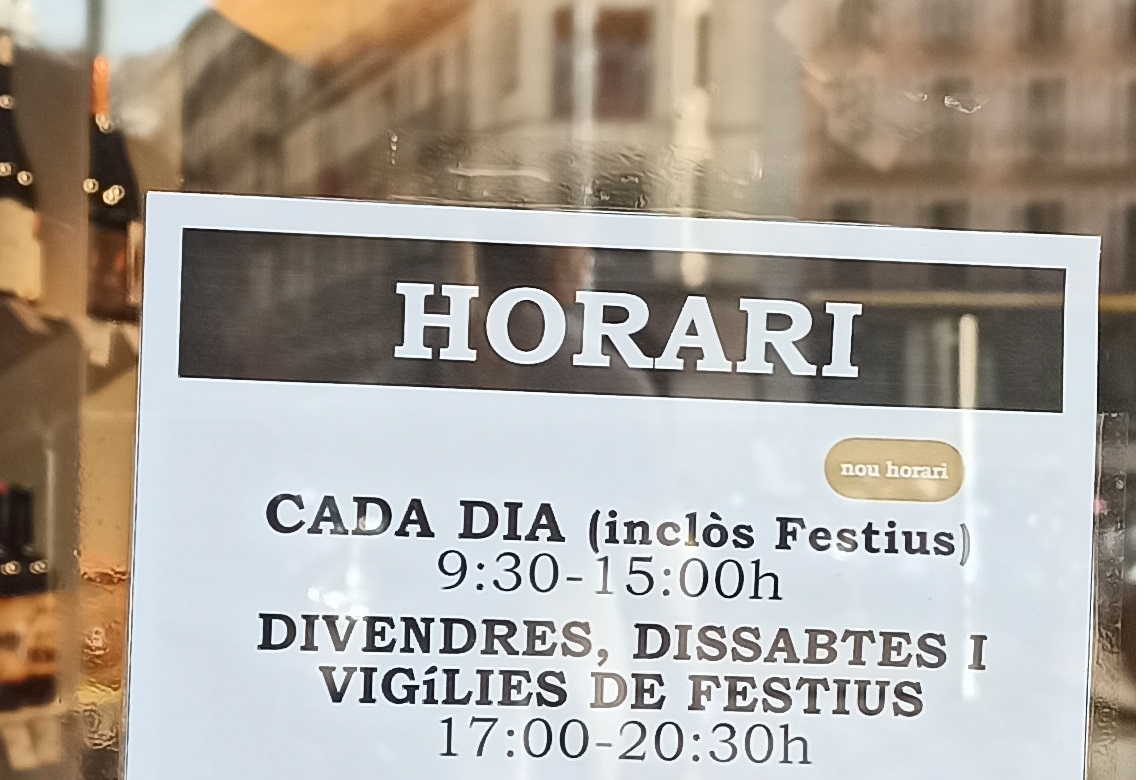 HORARI
nou horari
CADA DIA (inclòs Festius)
9:30-15:00h
DIVENDRES, DISSABTES I
VIGíLIES DE FESTIUS
17:00-20:30h